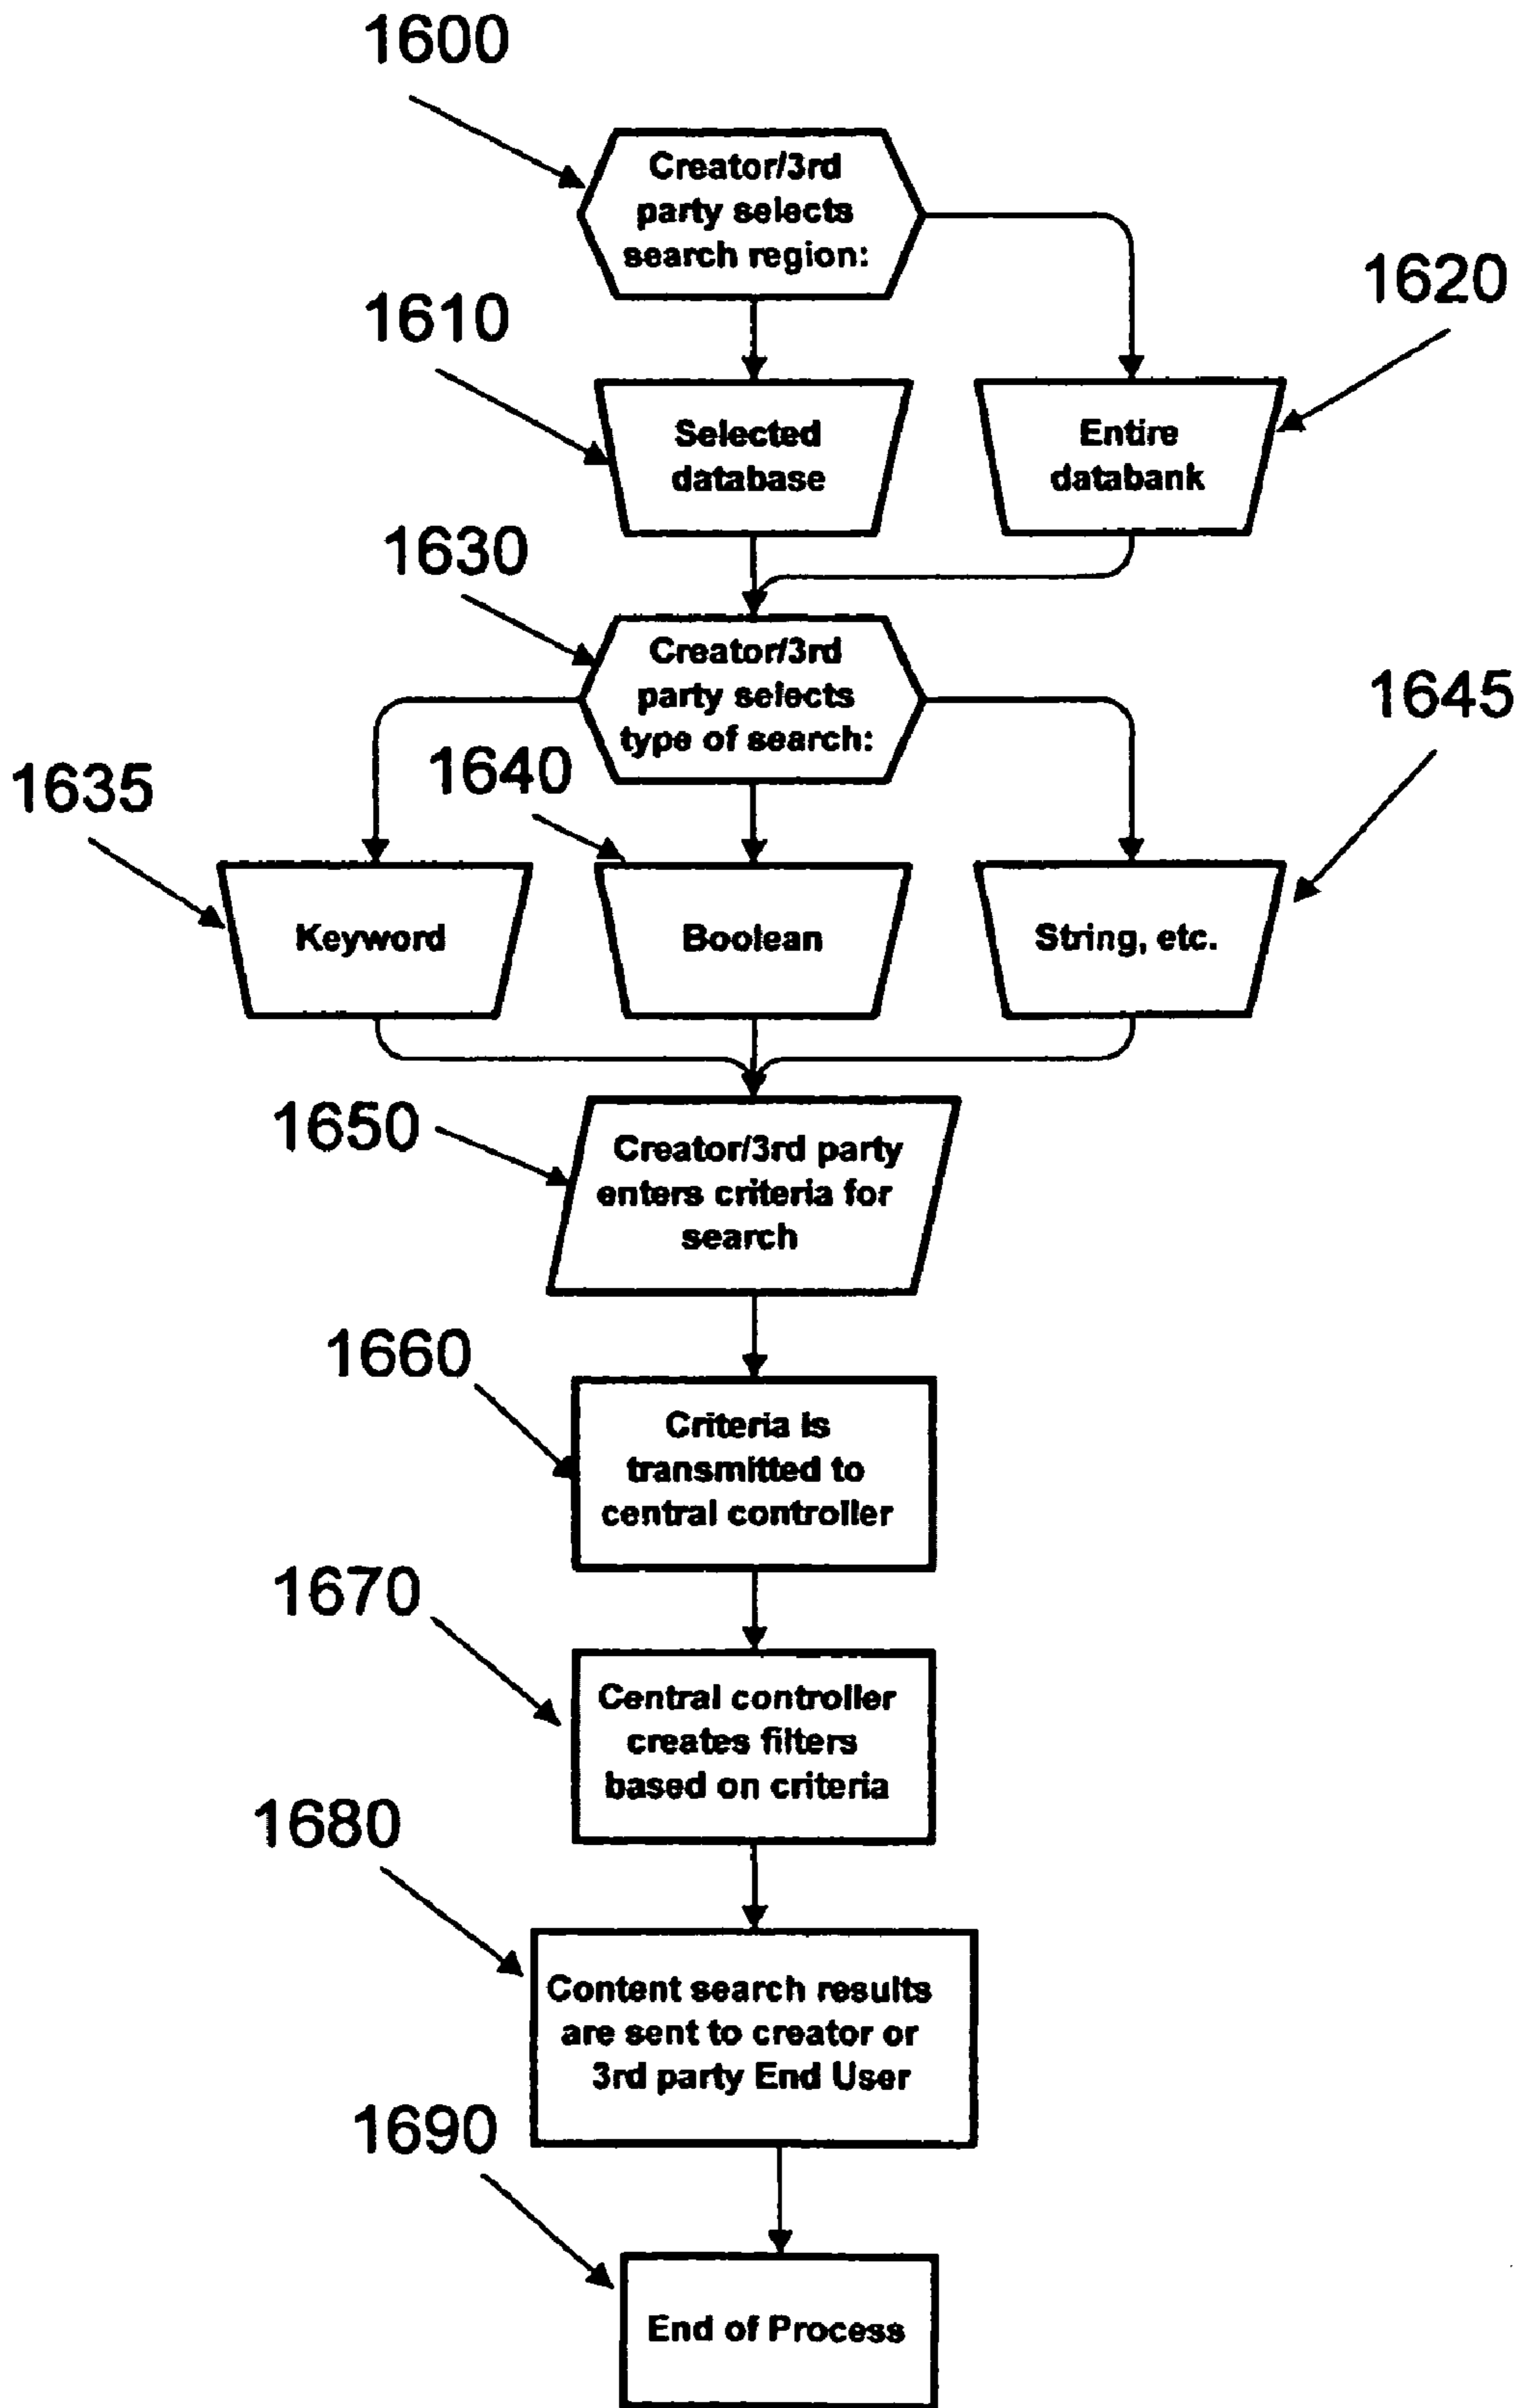 1600
Creator/3rd
party selects
search region:
1610
1620
Selected
database
Entire
databank
1630
Creator/3rd
party selects
type of search:
1635
1640
1645
Keyword
Boolean
String, etc.
1650
Creator/3rd party
enters criteria for
search
1660
Criteria is
transmitted to
central controller
1670
Central controller
creates filters
based on criteria
1680
Content search results
are sent to creator or
3rd party End User
1690
End of Process